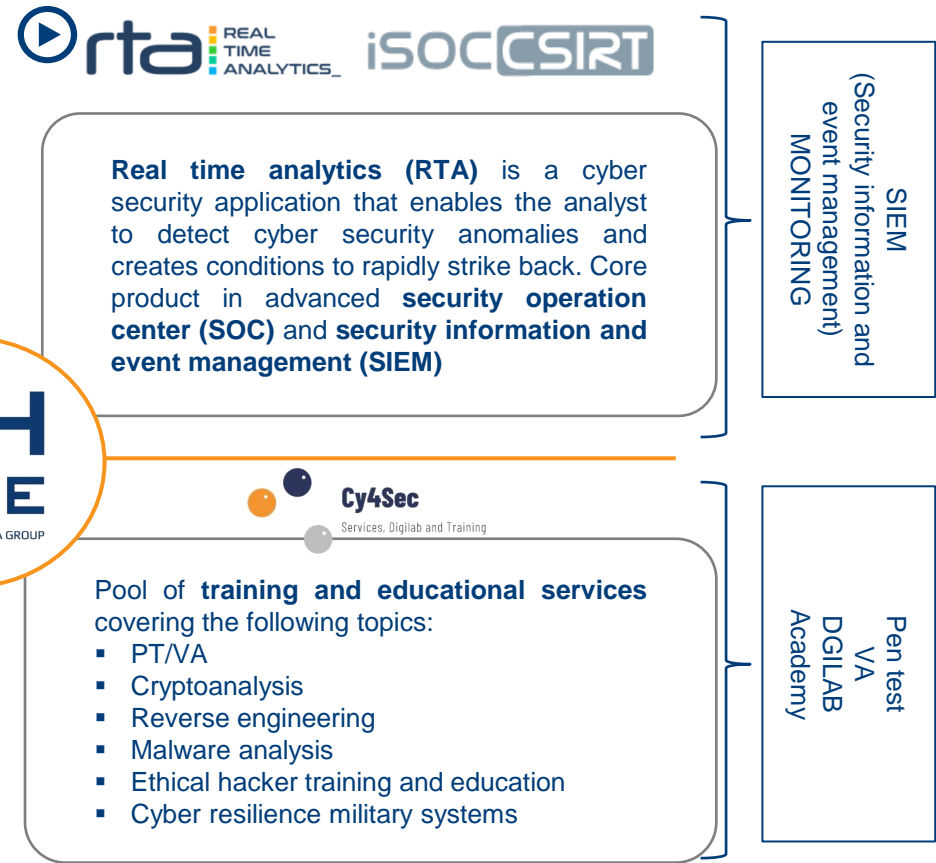 rta REAL
TIME
ANALYTICS_
iSOC CSIRT
Real time analytics (RTA) is a cyber
security application that enables the analyst
to detect cyber security anomalies and
creates conditions to rapidly strike back. Core
product in advanced security operation
center (SOC) and security information and
event management (SIEM)
SIEM
(Security information and
event management)
MONITORING
E
A GROUP
Cy4Sec
Services, Digilab and Training
Pool of training and educational services
covering the following topics:
▪ PT/VA
▪ Cryptoanalysis
▪ Reverse engineering
▪ Malware analysis
▪ Ethical hacker training and education
▪ Cyber resilience military systems
Pen test
VA
DGILAB
Academy